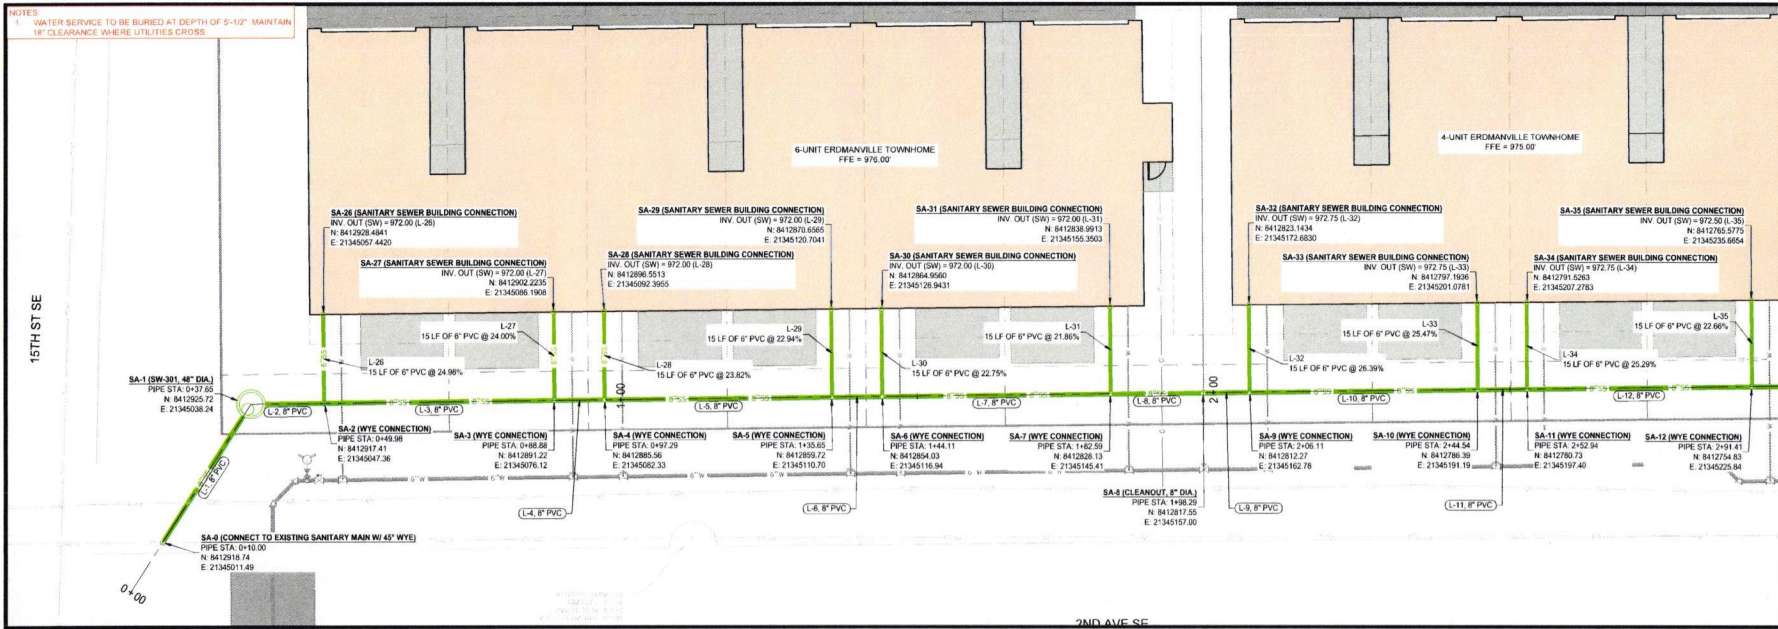 NOTES:
1. WATER SERVICE TO BE BURIED AT DEPTH OF 5'-1/2" MAINTAIN
18" CLEARANCE WHERE UTILITIES CROSS.
6-UNIT ERDMANVILLE TOWNHOME
FFE = 976.00'
4-UNIT ERDMANVILLE TOWNHOME
FFE = 975.00'
SA-26 (SANITARY SEWER BUILDING CONNECTION)
INV. OUT (SW) = 972.00 (L-26)
N: 8412928.4841
E: 21345057.4420
SA-27 (SANITARY SEWER BUILDING CONNECTION)
INV. OUT (SW) = 972.00 (L-27)
N: 8412902.2235
E: 21345086.1908
SA-29 (SANITARY SEWER BUILDING CONNECTION)
INV. OUT (SW) = 972.00 (L-29)
N: 8412870.6565
E: 21345120.7041
SA-28 (SANITARY SEWER BUILDING CONNECTION)
INV. OUT (SW) = 972.00 (L-28)
N: 8412896.5513
E: 21345092.3955
SA-31 (SANITARY SEWER BUILDING CONNECTION)
INV. OUT (SW) = 972.00 (L-31)
N: 8412838.9913
E: 21345155.3503
SA-30 (SANITARY SEWER BUILDING CONNECTION)
INV. OUT (SW) = 972.00 (L-30)
N: 8412864.9560
E: 21345126.9431
SA-32 (SANITARY SEWER BUILDING CONNECTION)
INV. OUT (SW) = 972.75 (L-32)
N: 8412823.1434
E: 21345172.6830
SA-33 (SANITARY SEWER BUILDING CONNECTION)
INV. OUT (SW) = 972.75 (L-33)
N: 8412797.1936
E: 21345201.0781
SA-35 (SANITARY SEWER BUILDING CONNECTION)
INV. OUT (SW) = 972.50 (L-35)
N: 8412765.5775
E: 21345235.6654
SA-34 (SANITARY SEWER BUILDING CONNECTION)
INV. OUT (SW) = 972.75 (L-34)
N: 8412791.5263
E: 21345207.2783
15TH ST SE
L-26
15 LF OF 6" PVC @ 24.98%
L-27
15 LF OF 6" PVC @ 24.00%
L-28
15 LF OF 6" PVC @ 23.82%
L-29
15 LF OF 6" PVC @ 22.94%
L-30
15 LF OF 6" PVC @ 22.75%
L-31
15 LF OF 6" PVC @ 21.86%
L-32
15 LF OF 6" PVC @ 26.39%
L-33
15 LF OF 6" PVC @ 25.47%
L-34
15 LF OF 6" PVC @ 25.29%
L-35
15 LF OF 6" PVC @ 22.66%
SA-1 (SW-301, 48" DIA.)
PIPE STA: 0+37.65
N: 8412925.72
E: 21345038.24
L-1, 8" PVC
L-2, 8" PVC
L-3, 8" PVC
1+00
L-5, 8" PVC
L-7, 8" PVC
L-8, 8" PVC
2+00
L-10, 8" PVC
L-12, 8" PVC
SA-2 (WYE CONNECTION)
PIPE STA: 0+49.98
N: 8412917.41
E: 21345047.36
SA-3 (WYE CONNECTION)
PIPE STA: 0+88.88
N: 8412891.22
E: 21345076.12
SA-4 (WYE CONNECTION)
PIPE STA: 0+97.29
N: 8412885.56
E: 21345082.33
SA-5 (WYE CONNECTION)
PIPE STA: 1+35.65
N: 8412859.72
E: 21345110.70
SA-6 (WYE CONNECTION)
PIPE STA: 1+44.11
N: 8412854.03
E: 21345116.94
SA-7 (WYE CONNECTION)
PIPE STA: 1+82.59
N: 8412828.13
E: 21345145.41
SA-9 (WYE CONNECTION)
PIPE STA: 2+06.11
N: 8412812.27
E: 21345162.78
SA-10 (WYE CONNECTION)
PIPE STA: 2+44.54
N: 8412786.39
E: 21345191.19
SA-11 (WYE CONNECTION)
PIPE STA: 2+52.94
N: 8412780.73
E: 21345197.40
SA-12 (WYE CONNECTION)
PIPE STA: 2+91.41
N: 8412754.83
E: 21345225.84
6"W 6"W 6"W 6"W 6"W 6"W
L-4, 8" PVC
L-6, 8" PVC
SA-8 (CLEANOUT, 8" DIA.)
PIPE STA: 1+98.29
N: 8412817.55
E: 21345157.00
L-9, 8" PVC
L-11, 8" PVC
SA-0 (CONNECT TO EXISTING SANITARY MAIN W/ 45° WYE)
PIPE STA: 0+10.00
N: 8412918.74
E: 21345011.49
0+00
2ND AVE SE